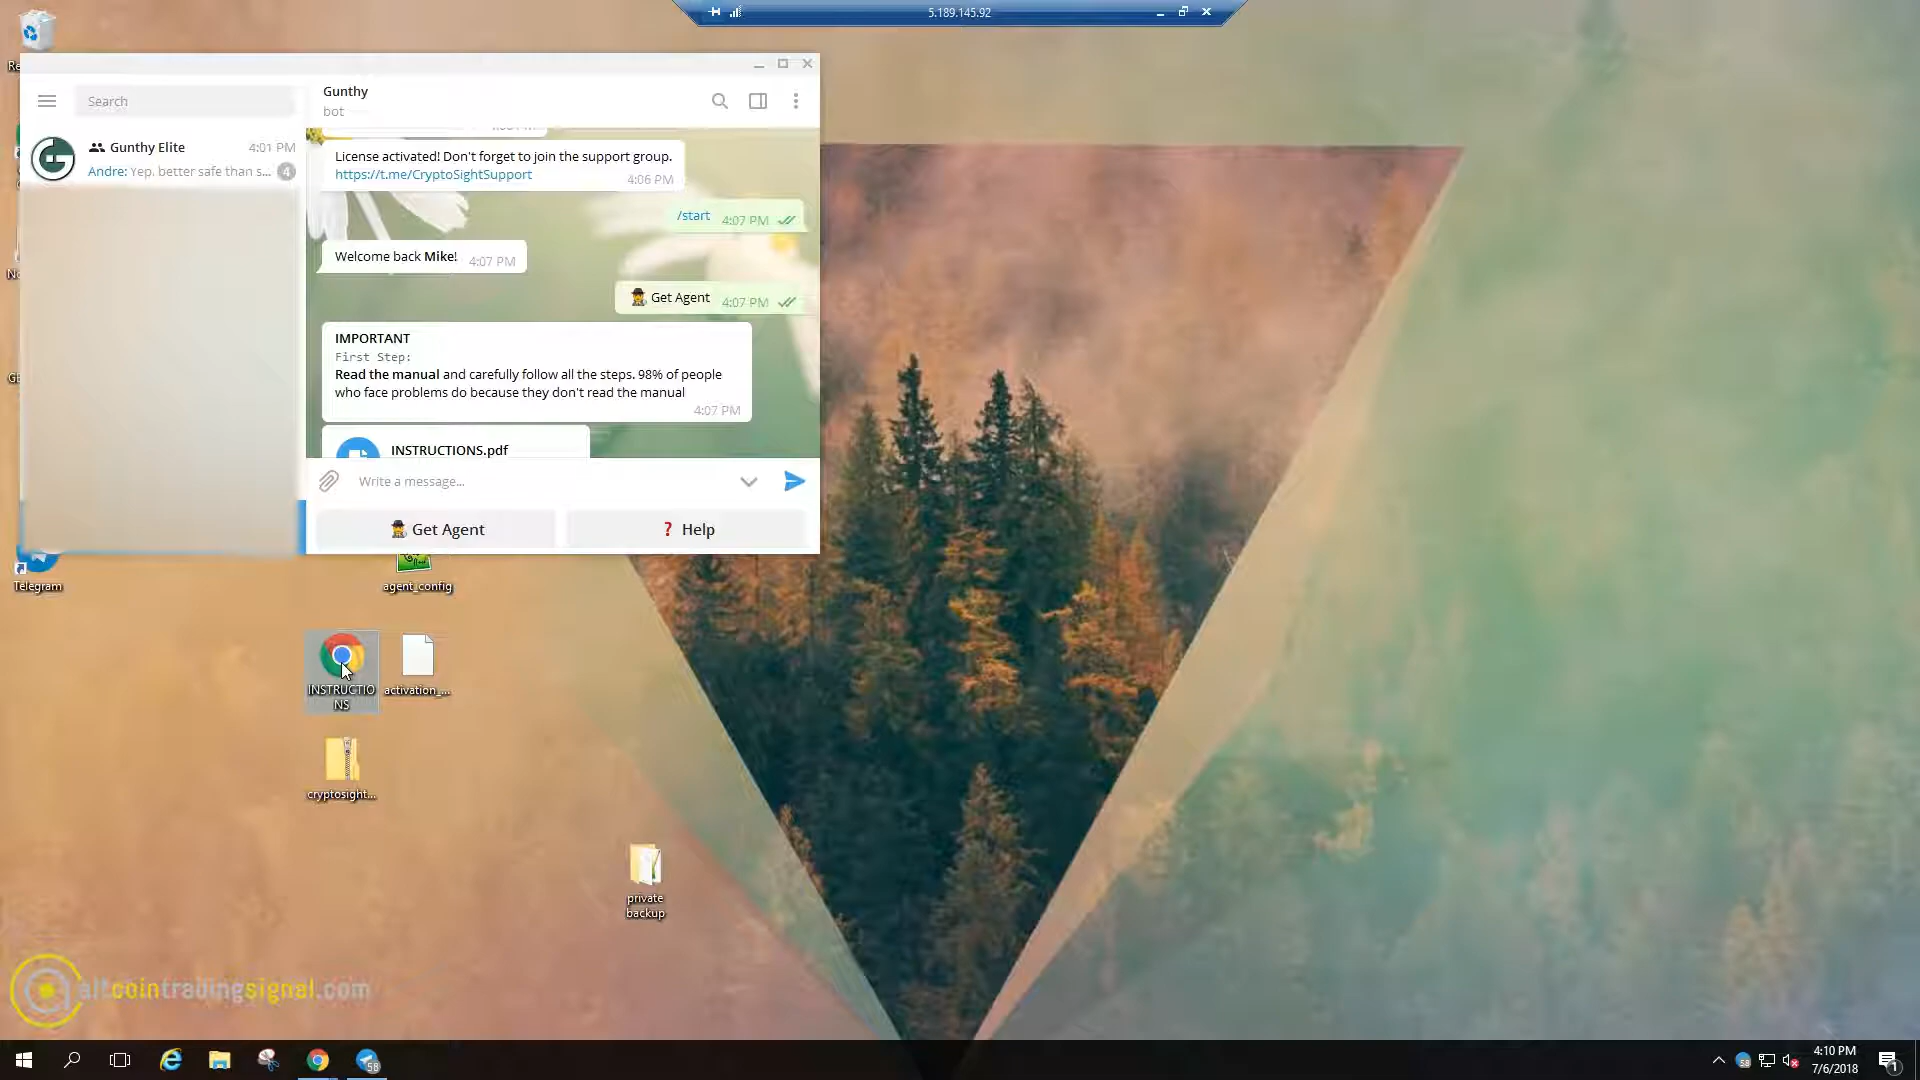 5.189.145.92
Re
Search
Gunthy
bot
Gunthy Elite 4:01 PM
Andre: Yep, better safe than s... 4
License activated! Don't forget to join the support group.
https://t.me/CryptoSightSupport 4:06 PM
/start 4:07 PM
Welcome back Mike! 4:07 PM
Get Agent 4:07 PM
IMPORTANT
First Step:
Read the manual and carefully follow all the steps. 98% of people
who face problems do because they don't read the manual
4:07 PM
INSTRUCTIONS.pdf
Write a message...
Get Agent
Help
Telegram
agent_config
INSTRUCTIO
NS
activation_...
cryptosight...
private
backup
altcointradingsignal.com
58
58
4:10 PM
7/6/2018
1